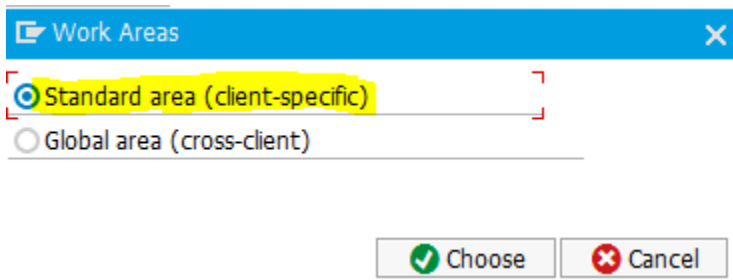 Work Areas
Standard area (client-specific)
Global area (cross-client)
Choose Cancel